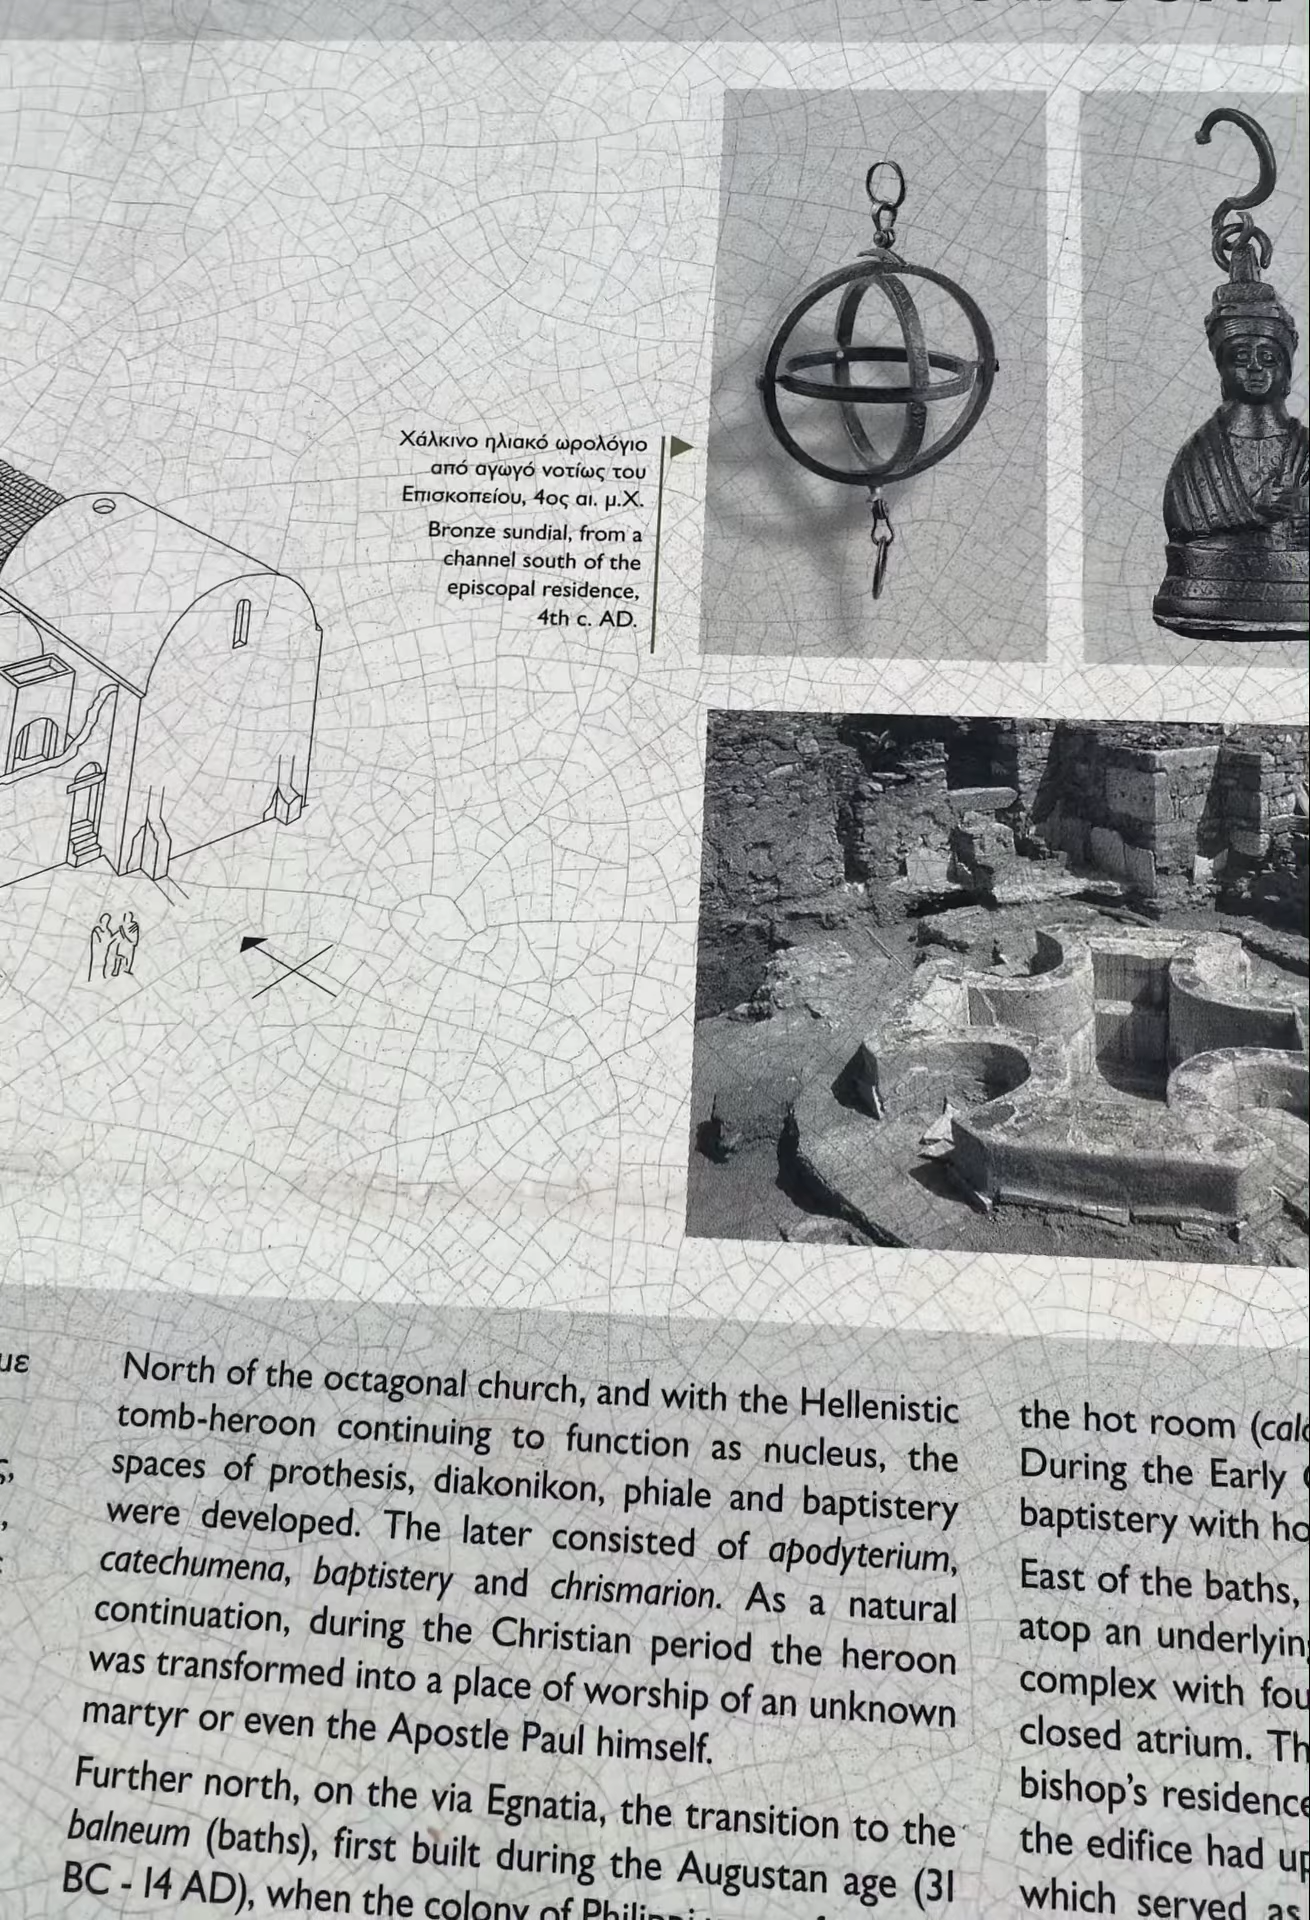 Χάλκινο ηλιακό ωρολόγιο
από αγωγό νοτίως του
Επισκοπείου, 4ος αι. μ.Χ.
Bronze sundial, from a
channel south of the
episcopal residence,
4th c. AD.
με
North of the octagonal church, and with the Hellenistic
tomb-heroon continuing to function as nucleus, the
spaces of prothesis, diakonikon, phiale and baptistery
were developed. The later consisted of apodyterium,
catechumena, baptistery and chrismarion. As a natural
continuation, during the Christian period the heroon
was transformed into a place of worship of an unknown
martyr or even the Apostle Paul himself.
Further north, on the via Egnatia, the transition to the
balneum (baths), first built during the Augustan age (31
BC - 14 AD), when the colony of
the hot room
During the Early
baptistery with
East of the baths,
atop an
complex with
closed atrium.
bishop's
the edifice had
which served as